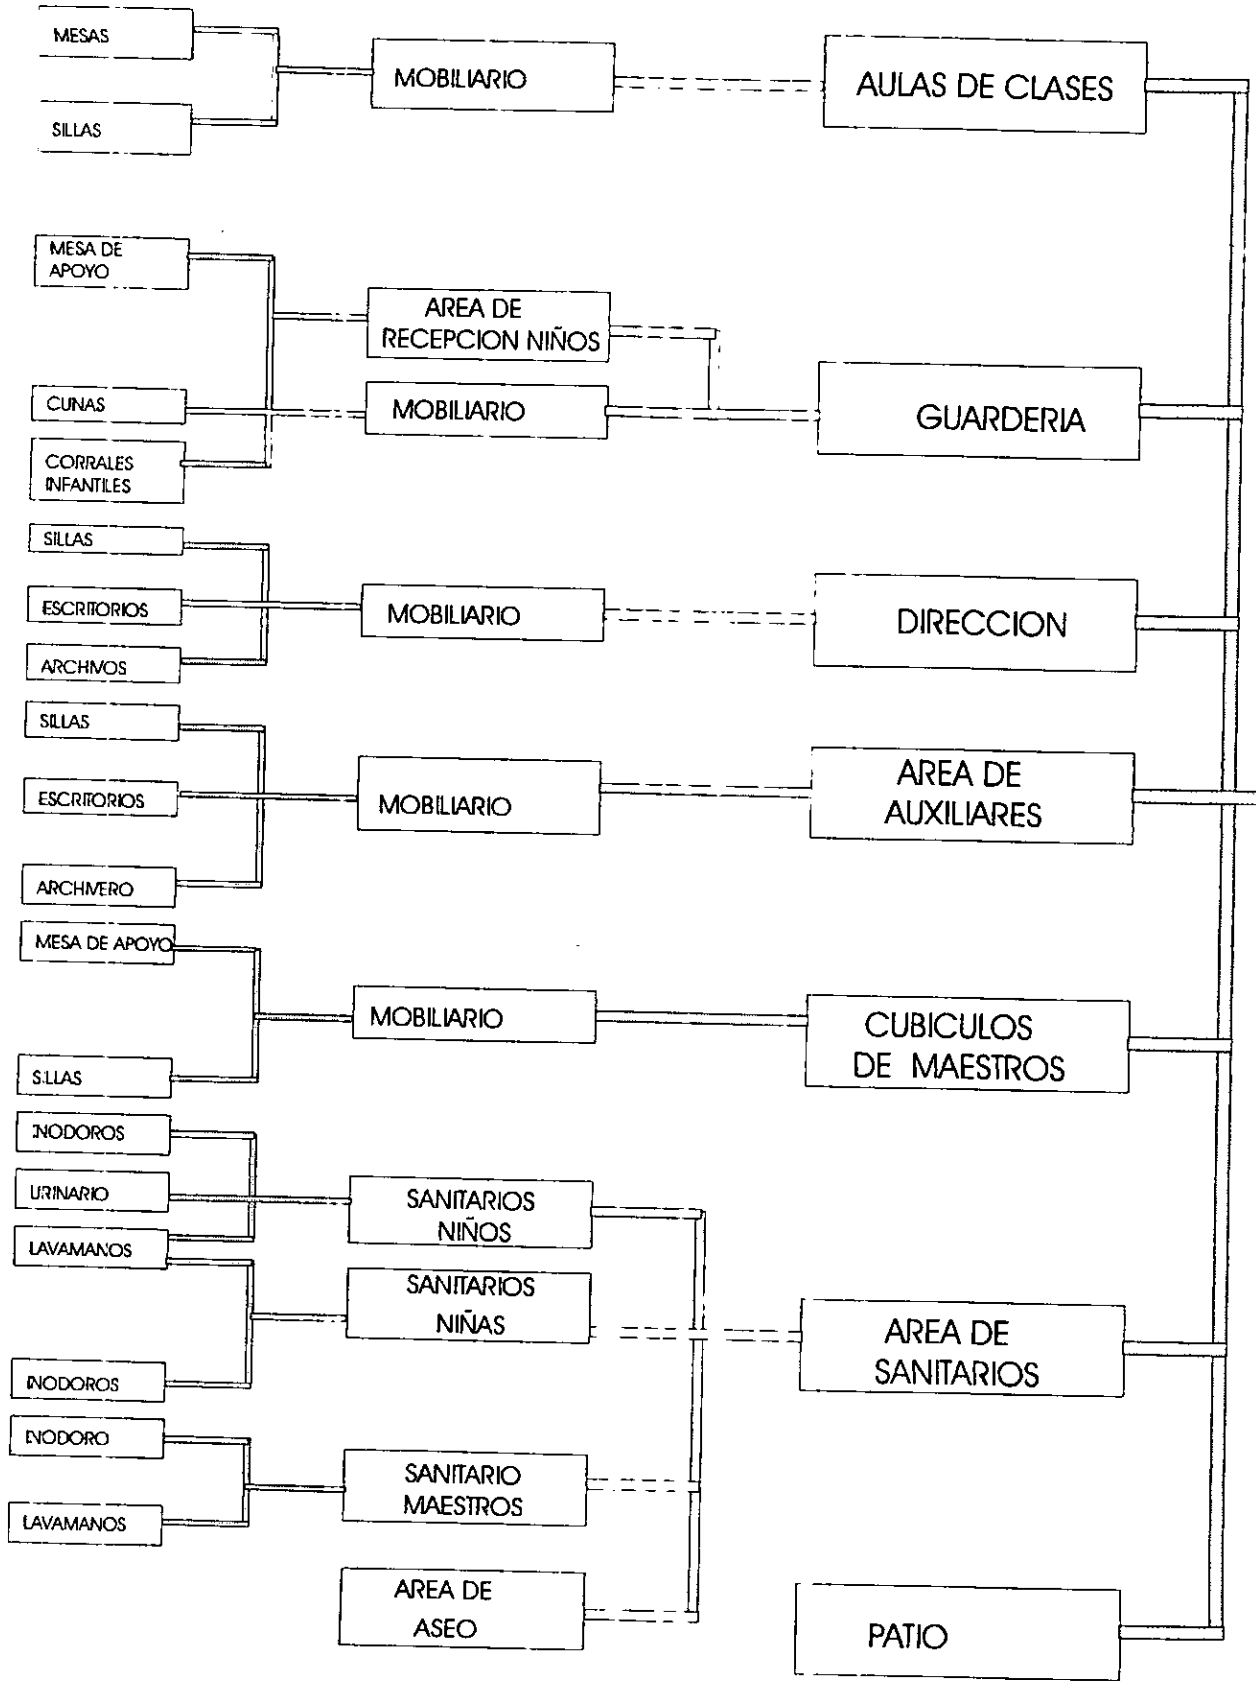 MESAS
MOBILIARIO
AULAS DE CLASES
SILLAS
MESA DE
APOYO
AREA DE
RECEPCION NIÑOS
CUNAS
MOBILIARIO
GUARDERIA
CORRALES
INFANTILES
SILLAS
ESCRITORIOS
MOBILIARIO
DIRECCION
ARCHIVOS
SILLAS
ESCRITORIOS
MOBILIARIO
AREA DE
AUXILIARES
ARCHIVERO
MESA DE APOYO
MOBILIARIO
CUBICULOS
DE MAESTROS
SILLAS
INODOROS
URINARIO
SANITARIOS
NIÑOS
LAVAMANOS
SANITARIOS
NIÑAS
AREA DE
SANITARIOS
INODOROS
INODORO
SANITARIO
MAESTROS
LAVAMANOS
AREA DE
ASEO
PATIO